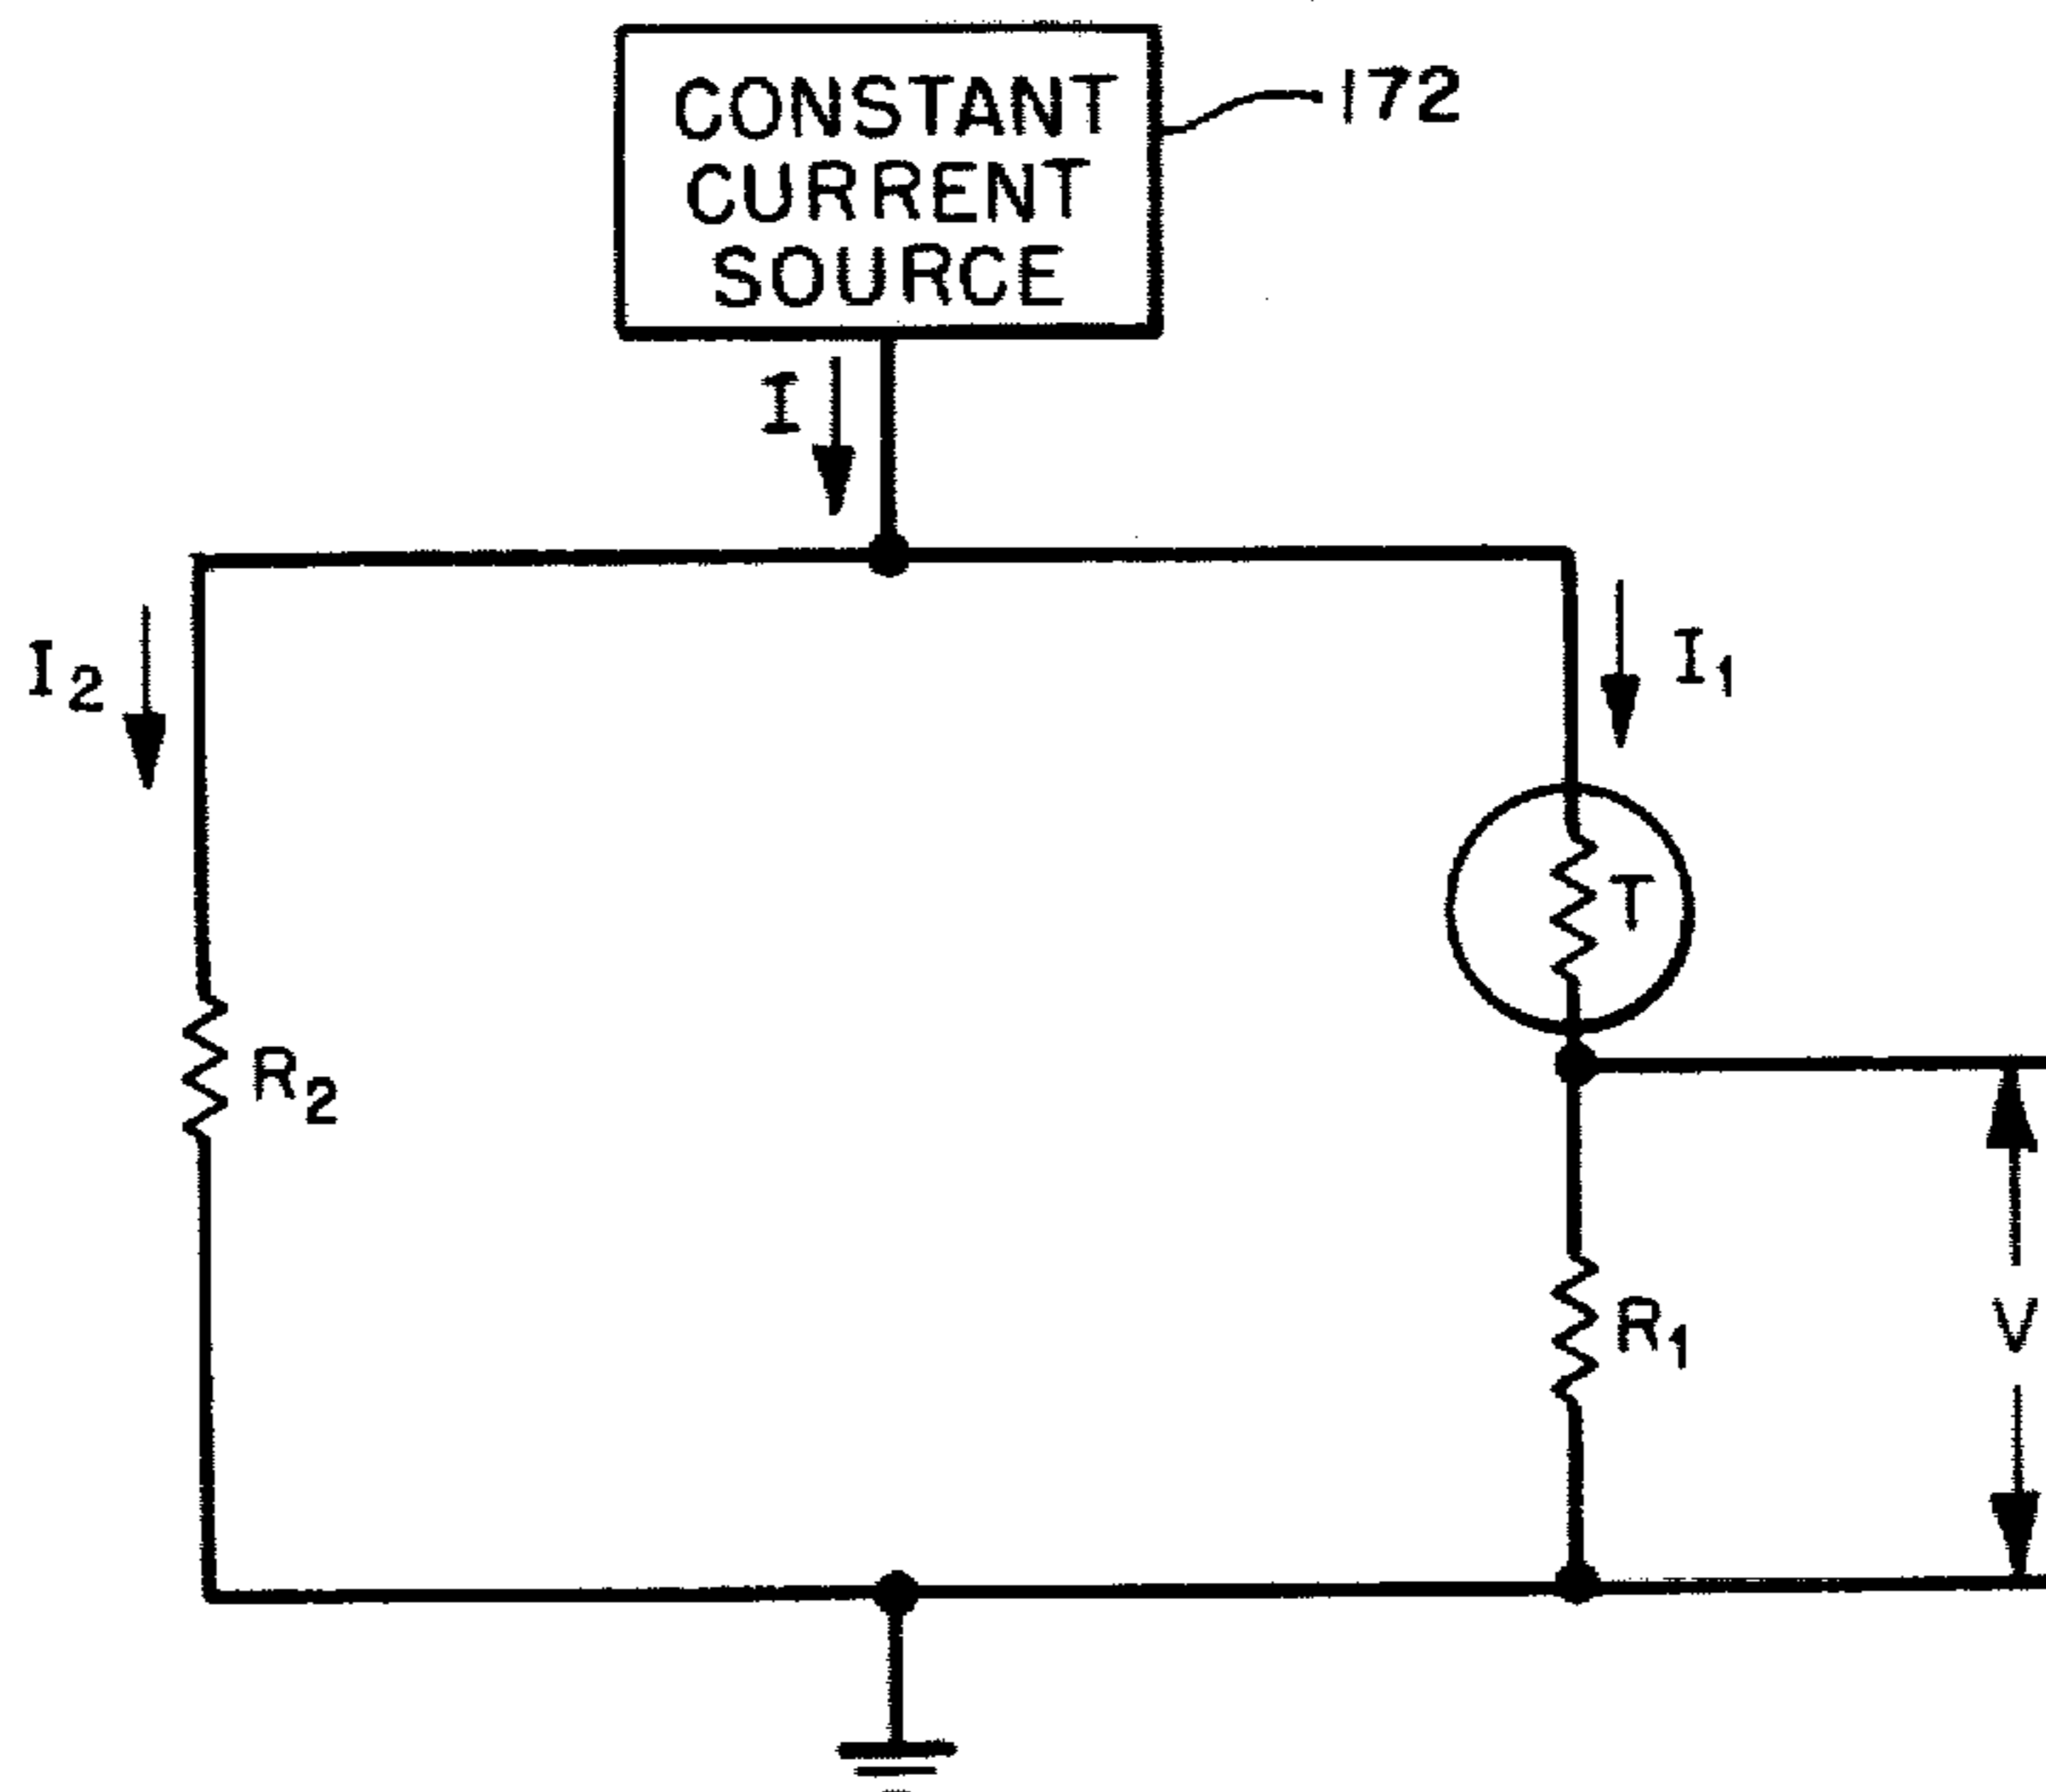 CONSTANT
CURRENT
SOURCE
172
I
I2
I1
T
R2
R1
V